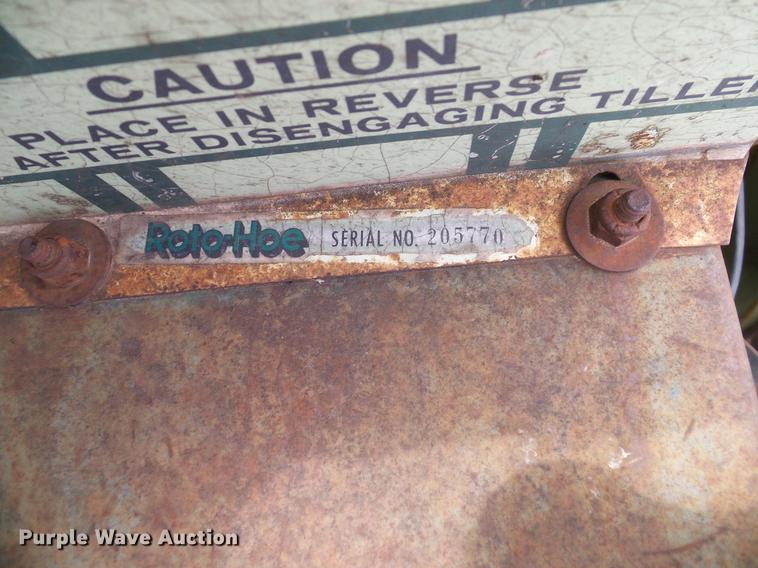 CAUTION
PLACE IN REVERSE
AFTER DISENGAGING TILLER
Roto-Hoe SERIAL NO. 205770
Purple Wave Auction